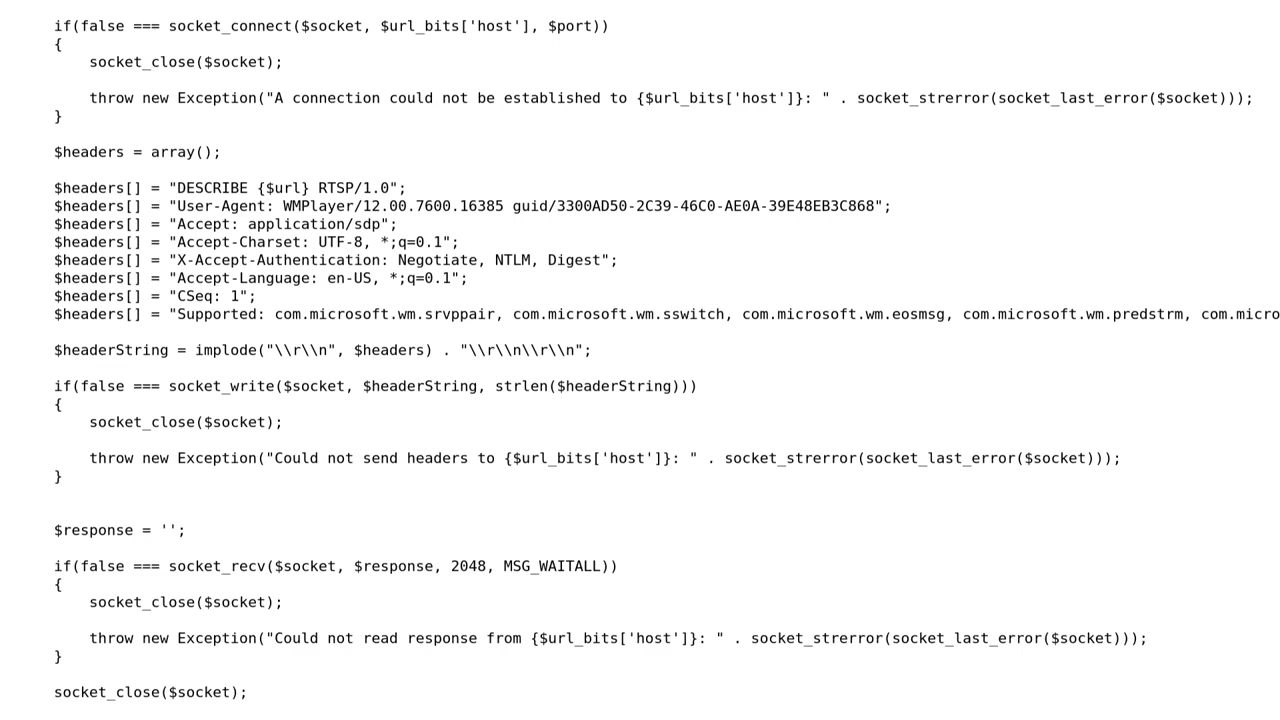 if(false === socket_connect($socket, $url_bits['host'], $port))
{
    socket_close($socket);
    throw new Exception("A connection could not be established to {$url_bits['host']}: " . socket_strerror(socket_last_error($socket)));
}
$headers = array();
$headers[] = "DESCRIBE {$url} RTSP/1.0";
$headers[] = "User-Agent: WMPlayer/12.00.7600.16385 guid/3300AD50-2C39-46C0-AE0A-39E48EB3C868";
$headers[] = "Accept: application/sdp";
$headers[] = "Accept-Charset: UTF-8, *;q=0.1";
$headers[] = "X-Accept-Authentication: Negotiate, NTLM, Digest";
$headers[] = "Accept-Language: en-US, *;q=0.1";
$headers[] = "CSeq: 1";
$headers[] = "Supported: com.microsoft.wm.srvppair, com.microsoft.wm.sswitch, com.microsoft.wm.eosmsg, com.microsoft.wm.predstrm, com.micro
$headerString = implode("\\r\\n", $headers) . "\\r\\n\\r\\n";
if(false === socket_write($socket, $headerString, strlen($headerString)))
{
    socket_close($socket);
    throw new Exception("Could not send headers to {$url_bits['host']}: " . socket_strerror(socket_last_error($socket)));
}
$response = '';
if(false === socket_recv($socket, $response, 2048, MSG_WAITALL))
{
    socket_close($socket);
    throw new Exception("Could not read response from {$url_bits['host']}: " . socket_strerror(socket_last_error($socket)));
}
socket_close($socket);